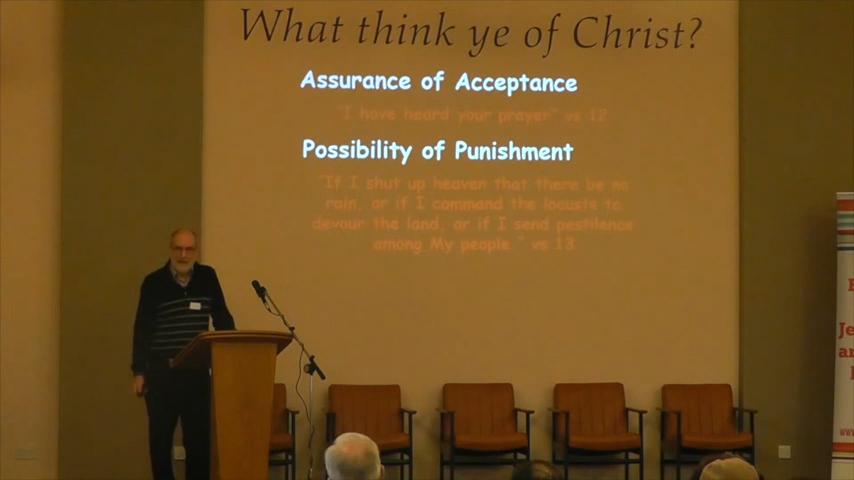 What think ye of Christ?
Assurance of Acceptance
"I have heard your prayer" vs 12
Possibility of Punishment
"If I shut up heaven that there be no
rain, or if I command the locusts to
devour the land, or if I send pestilence
among My people." vs 13
Je